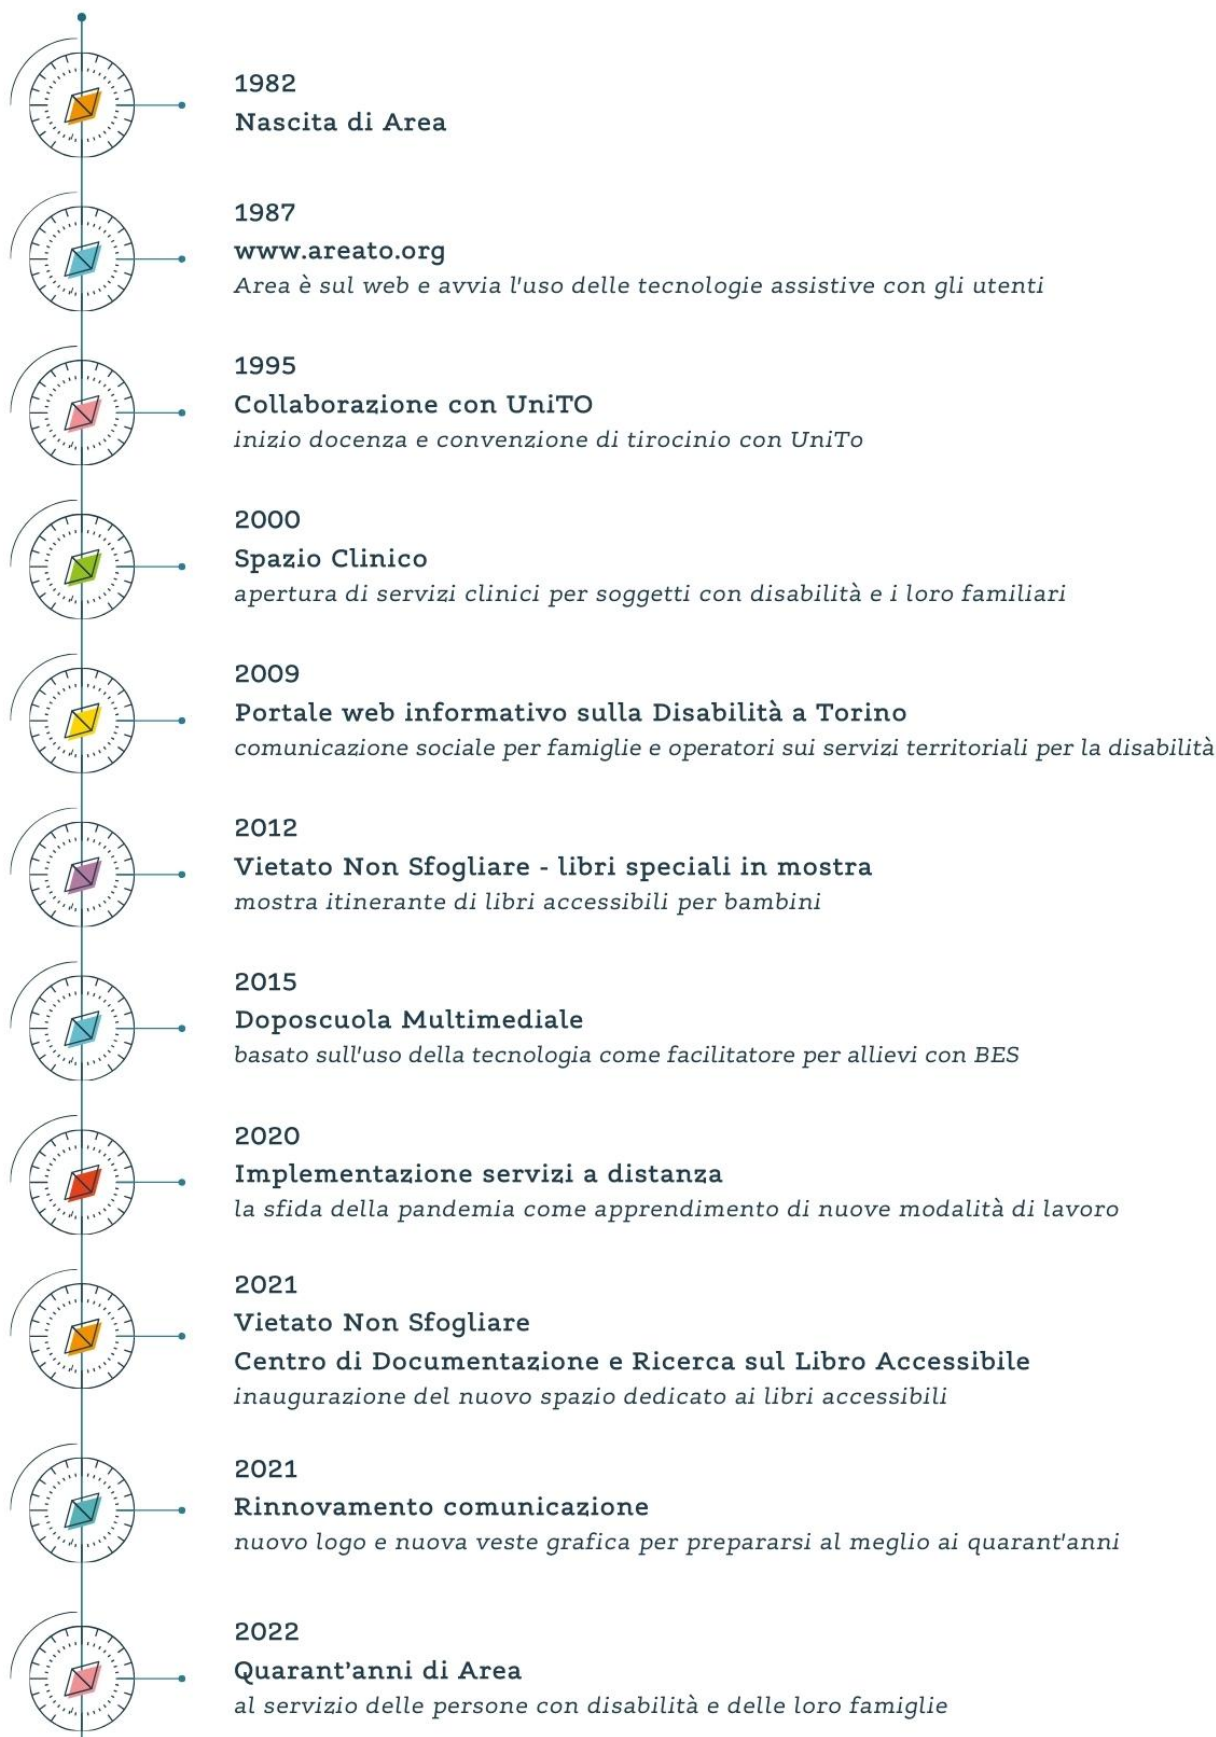 1982
Nascita di Area
1987
www.areato.org
Area è sul web e avvia l'uso delle tecnologie assistive con gli utenti
1995
Collaborazione con UniTO
inizio docenza e convenzione di tirocinio con UniTo
2000
Spazio Clinico
apertura di servizi clinici per soggetti con disabilità e i loro familiari
2009
Portale web informativo sulla Disabilità a Torino
comunicazione sociale per famiglie e operatori sui servizi territoriali per la disabilità
2012
Vietato Non Sfogliare - libri speciali in mostra
mostra itinerante di libri accessibili per bambini
2015
Doposcuola Multimediale
basato sull'uso della tecnologia come facilitatore per allievi con BES
2020
Implementazione servizi a distanza
la sfida della pandemia come apprendimento di nuove modalità di lavoro
2021
Vietato Non Sfogliare
Centro di Documentazione e Ricerca sul Libro Accessibile
inaugurazione del nuovo spazio dedicato ai libri accessibili
2021
Rinnovamento comunicazione
nuovo logo e nuova veste grafica per prepararsi al meglio ai quarant'anni
2022
Quarant’anni di Area
al servizio delle persone con disabilità e delle loro famiglie